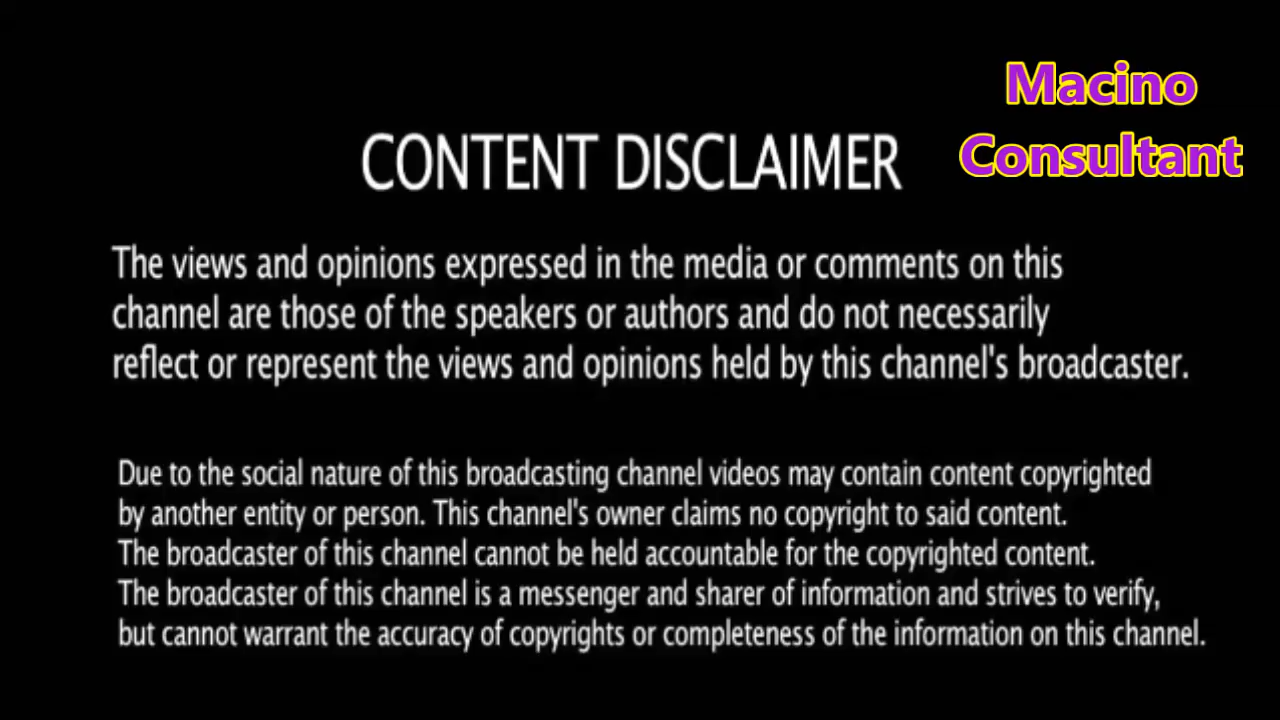 Macino
Consultant
CONTENT DISCLAIMER
The views and opinions expressed in the media or comments on this
channel are those of the speakers or authors and do not necessarily
reflect or represent the views and opinions held by this channel's broadcaster.
Due to the social nature of this broadcasting channel videos may contain content copyrighted
by another entity or person. This channel's owner claims no copyright to said content.
The broadcaster of this channel cannot be held accountable for the copyrighted content.
The broadcaster of this channel is a messenger and sharer of information and strives to verify,
but cannot warrant the accuracy of copyrights or completeness of the information on this channel.